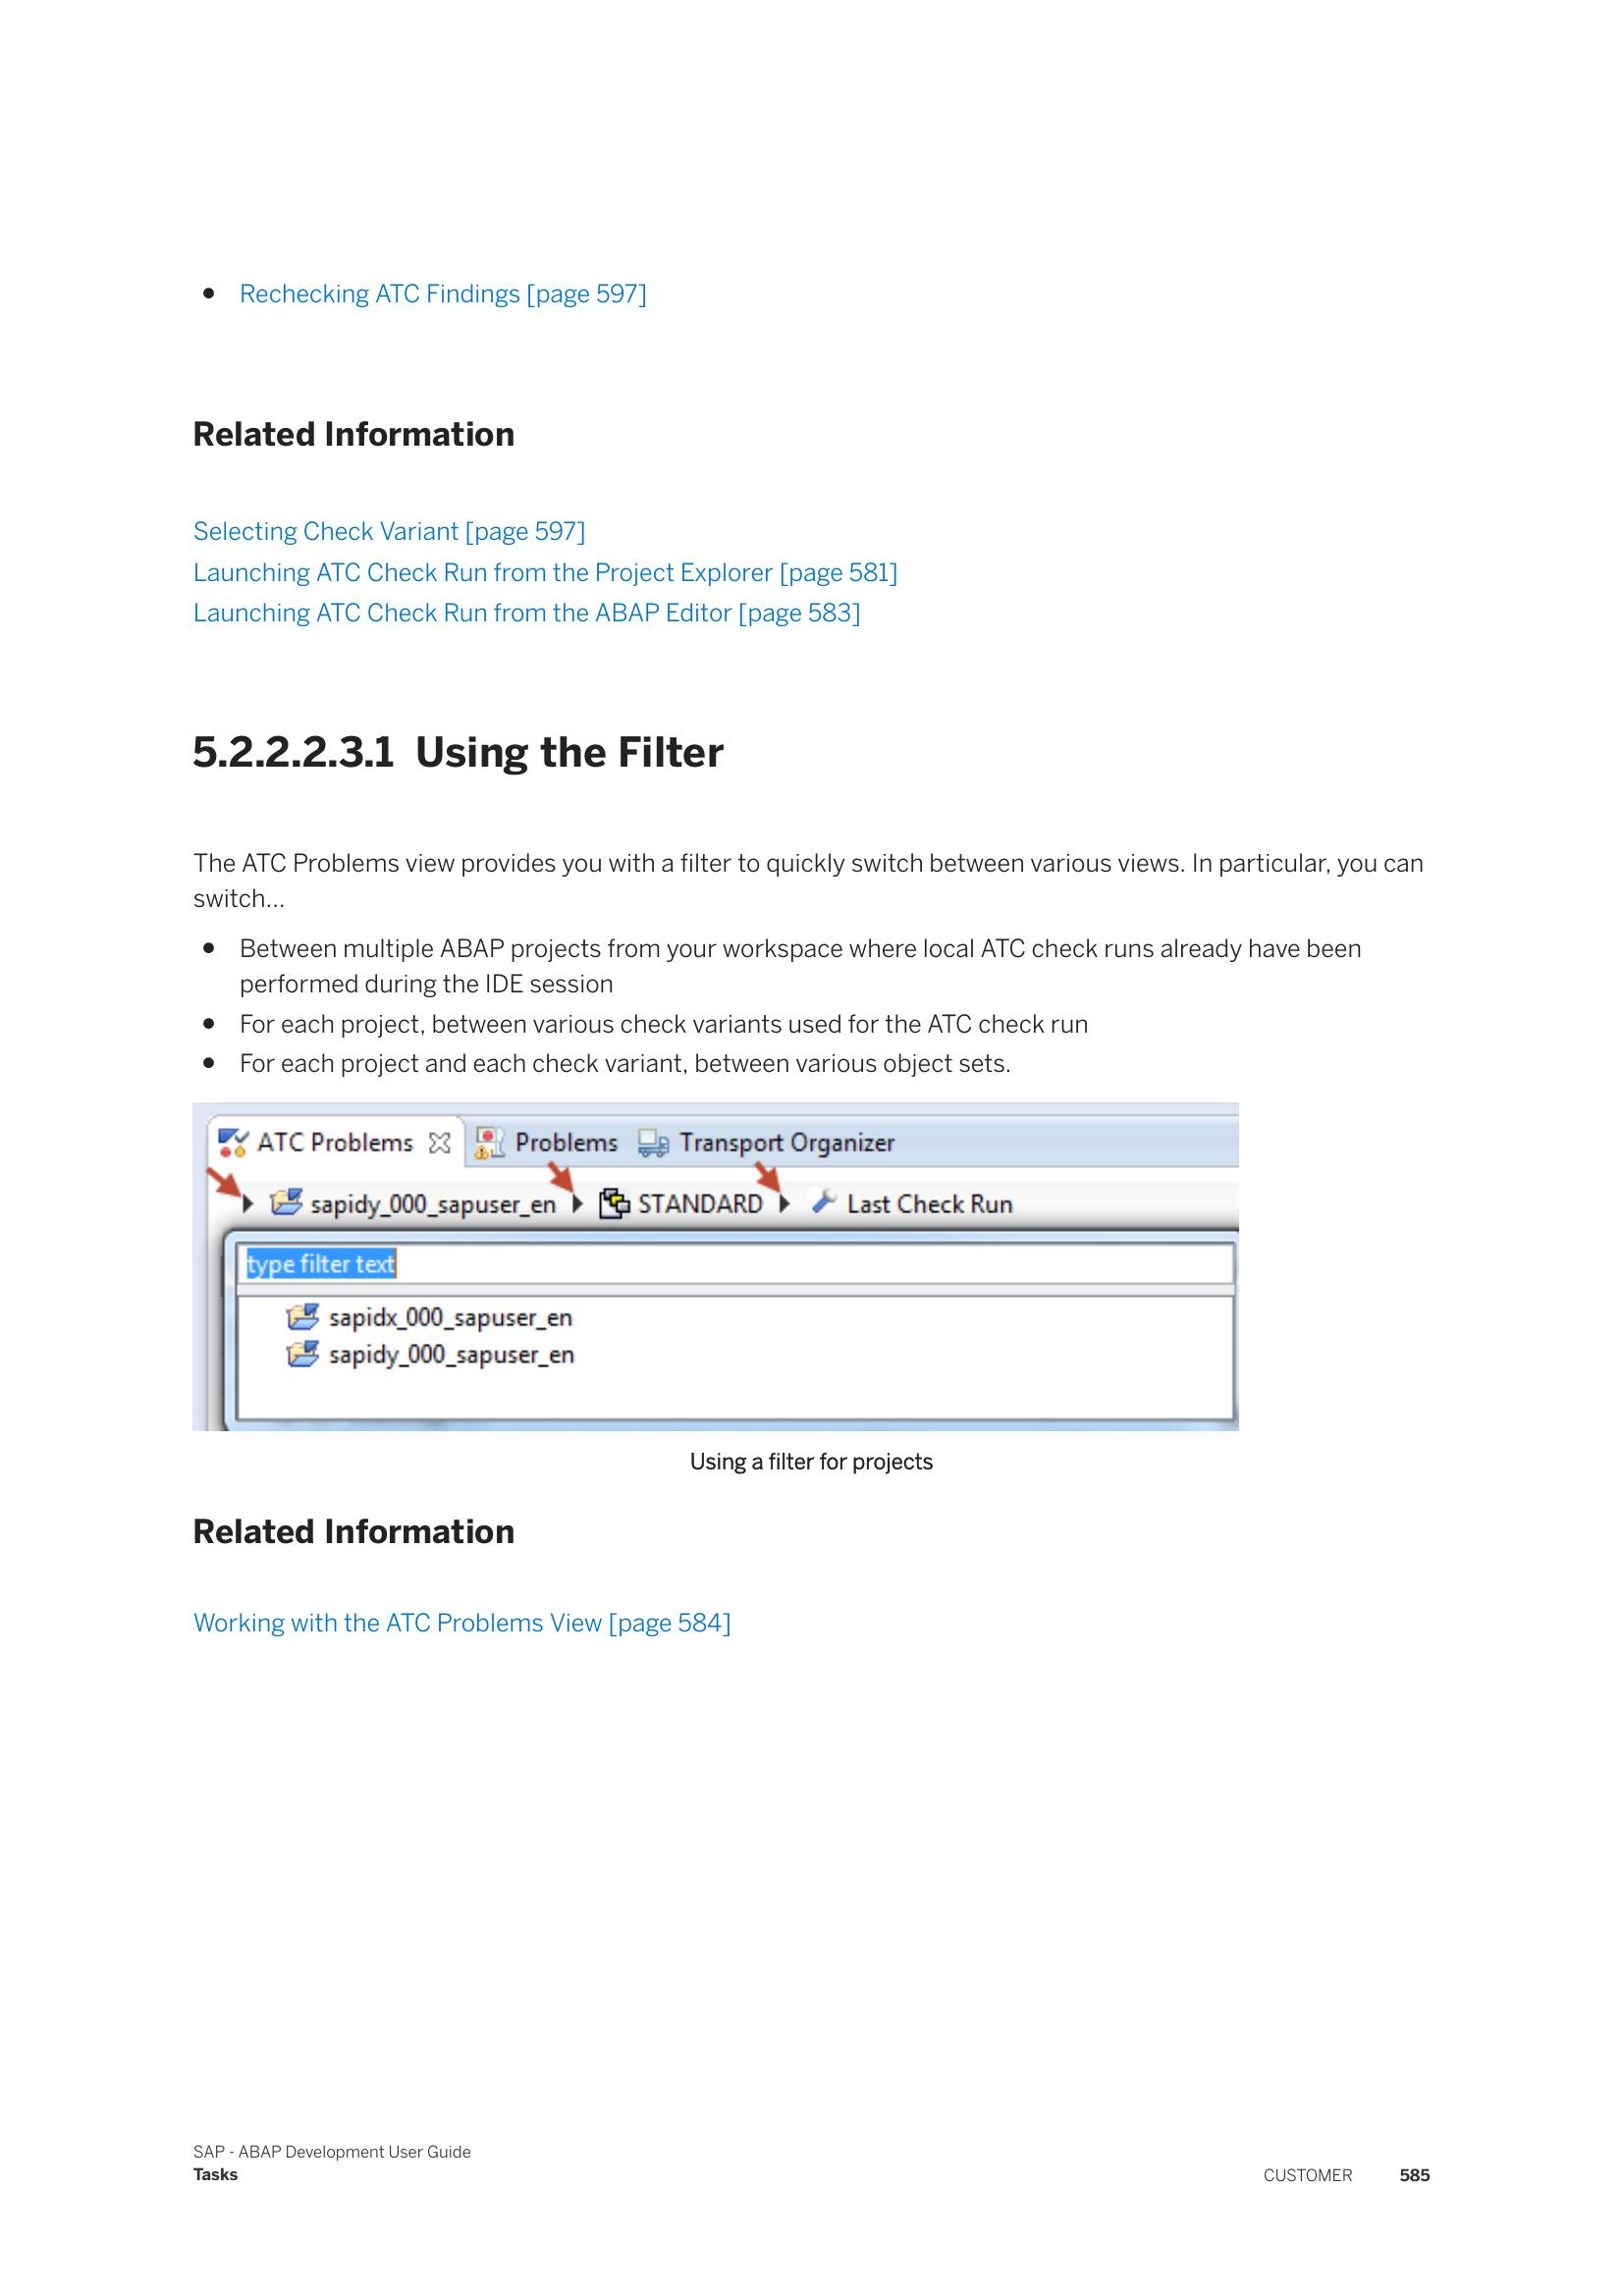 • Rechecking ATC Findings [page 597]
Related Information
Selecting Check Variant [page 597]
Launching ATC Check Run from the Project Explorer [page 581]
Launching ATC Check Run from the ABAP Editor [page 583]
5.2.2.2.3.1 Using the Filter
The ATC Problems view provides you with a filter to quickly switch between various views. In particular, you can
switch...
• Between multiple ABAP projects from your workspace where local ATC check runs already have been
performed during the IDE session
• For each project, between various check variants used for the ATC check run
• For each project and each check variant, between various object sets.
ATC Problems Problems Transport Organizer
sapidy_000_sapuser_en STANDARD Last Check Run
type filter text
sapidx_000_sapuser_en
sapidy_000_sapuser_en
Using a filter for projects
Related Information
Working with the ATC Problems View [page 584]
SAP - ABAP Development User Guide
Tasks CUSTOMER 585